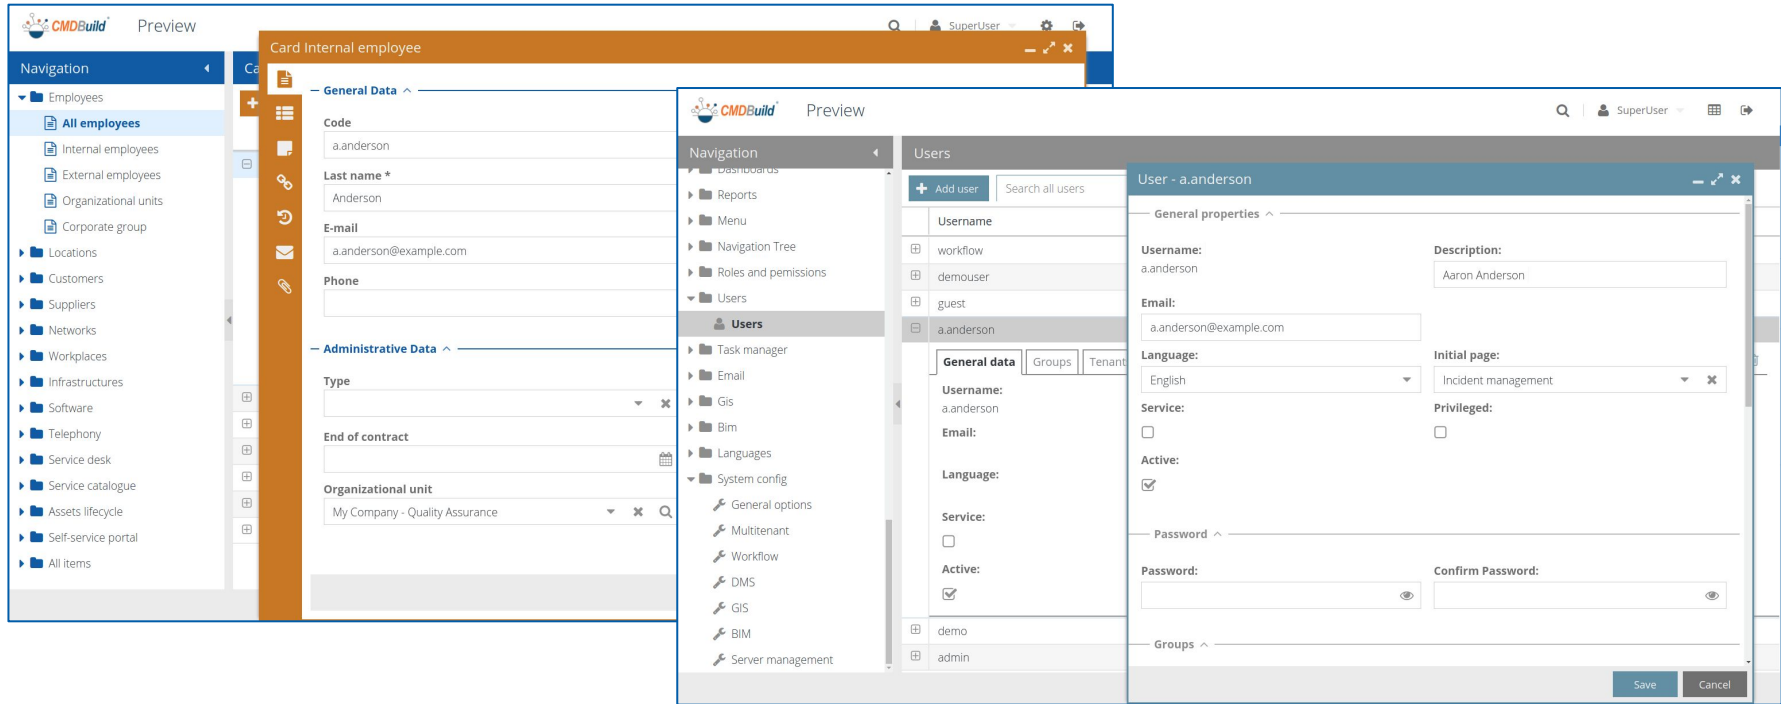 CMDBuild Preview SuperUser
Card Internal employee
Navigation Ca
Employees
All employees
Internal employees
External employees
Organizational units
Corporate group
Locations
Customers
Suppliers
Networks
Workplaces
Infrastructures
Software
Telephony
Service desk
Service catalogue
Assets lifecycle
Self-service portal
All items
General Data
Code
a.anderson
Last name *
Anderson
E-mail
a.anderson@example.com
Phone
Administrative Data
Type
End of contract
Organizational unit
My Company - Quality Assurance
CMDBuild Preview SuperUser
Navigation
Dashboards
Reports
Menu
Navigation Tree
Roles and pemissions
Users
Users
Task manager
Email
Gis
Bim
Languages
System config
General options
Multitenant
Workflow
DMS
GIS
BIM
Server management
Users
Add user Search all users
Username
workflow
demouser
guest
a.anderson
General data Groups Tenant
Username:
a.anderson
Email:
Language:
Service:
Active:
demo
admin
User - a.anderson
General properties
Username: Description:
a.anderson Aaron Anderson
Email:
a.anderson@example.com
Language: Initial page:
English Incident management
Service: Privileged:
Active:
Password
Password: Confirm Password:
Groups
Save Cancel